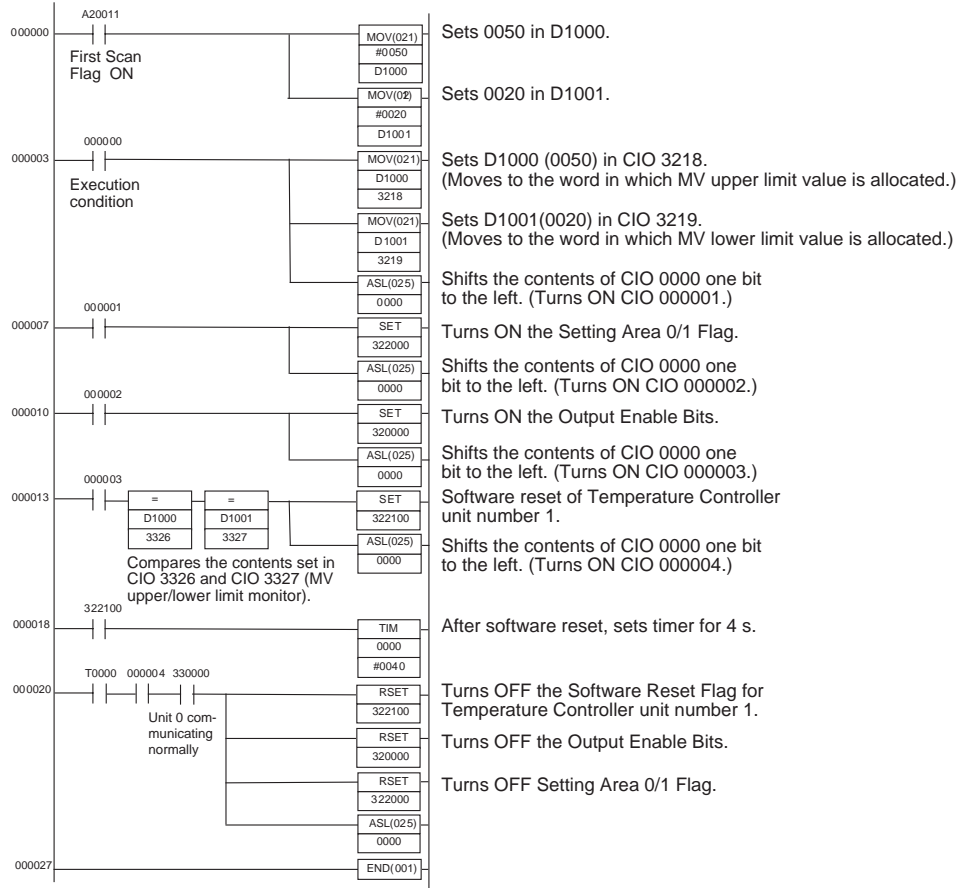 A20011
000000
MOV(021)
#0050
D1000
Sets 0050 in D1000.
First Scan
Flag ON
MOV(02)
#0020
D1001
Sets 0020 in D1001.
000000
000003
MOV(021)
D1000
3218
Sets D1000 (0050) in CIO 3218.
(Moves to the word in which MV upper limit value is allocated.)
Execution
condition
MOV(021)
D1001
3219
Sets D1001(0020) in CIO 3219.
(Moves to the word in which MV lower limit value is allocated.)
ASL(025)
0000
Shifts the contents of CIO 0000 one bit
to the left. (Turns ON CIO 000001.)
000001
000007
SET
322000
Turns ON the Setting Area 0/1 Flag.
ASL(025)
0000
Shifts the contents of CIO 0000 one
bit to the left. (Turns ON CIO 000002.)
000002
000010
SET
320000
Turns ON the Output Enable Bits.
ASL(025)
0000
Shifts the contents of CIO 0000 one
bit to the left. (Turns ON CIO 000003.)
000003
000013
=
D1000
3326
=
D1001
3327
SET
322100
Software reset of Temperature Controller
unit number 1.
ASL(025)
0000
Shifts the contents of CIO 0000 one bit
to the left. (Turns ON CIO 000004.)
Compares the contents set in
CIO 3326 and CIO 3327 (MV
upper/lower limit monitor).
322100
000018
TIM
0000
#0040
After software reset, sets timer for 4 s.
T0000 000004 330000
000020
RSET
322100
Turns OFF the Software Reset Flag for
Temperature Controller unit number 1.
Unit 0 com-
municating
normally
RSET
320000
Turns OFF the Output Enable Bits.
RSET
322000
Turns OFF Setting Area 0/1 Flag.
ASL(025)
0000
000027
END(001)